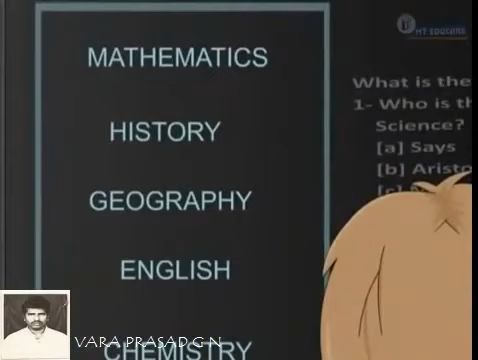 MATHEMATICS
HISTORY
GEOGRAPHY
ENGLISH
CHEMISTRY
What is the
1- Who is th
Science?
[a] Says
[b] Aristo
VARA PRASAD G N